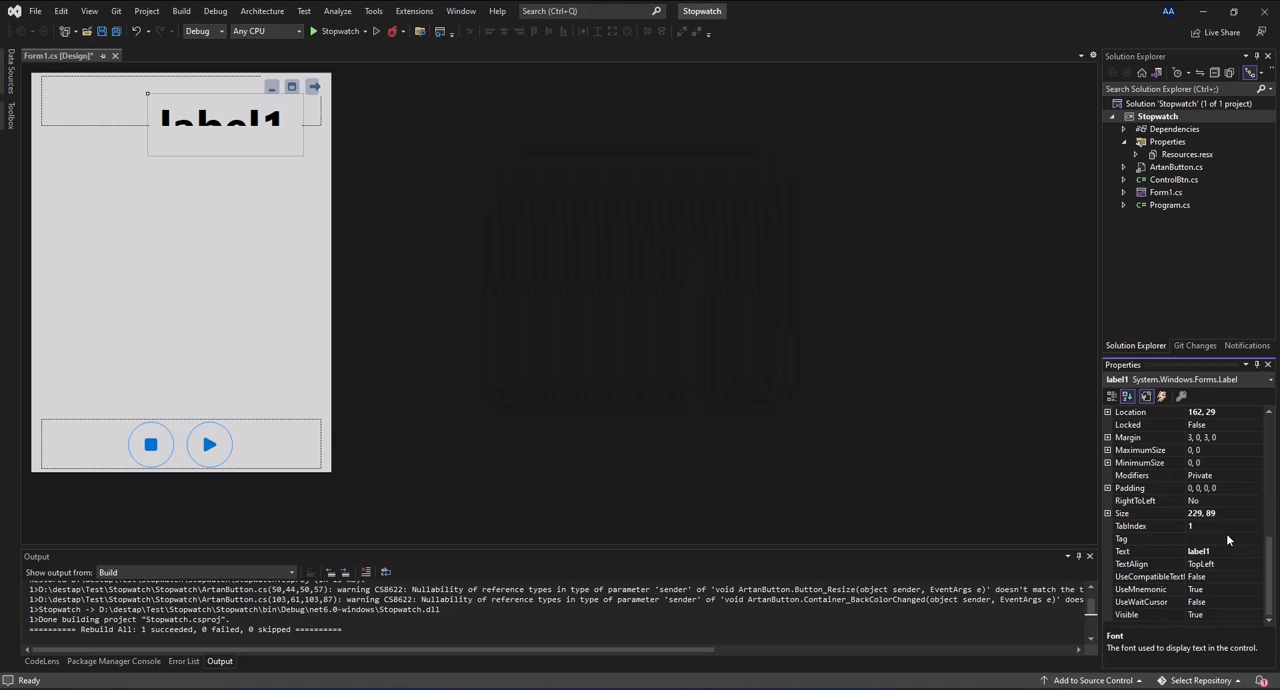 File Edit View Git Project Build Debug Architecture Test Analyze Tools Extensions Window Help Search (Ctrl+Q) Stopwatch AA
Debug Any CPU Stopwatch Live Share
Form1.cs [Design]*
Data Sources
Toolbox
label1
Solution Explorer
Search Solution Explorer (Ctrl+;)
Solution 'Stopwatch' (1 of 1 project)
Stopwatch
Dependencies
Properties
Resources.resx
ArtanButton.cs
ControlBtn.cs
Form1.cs
Program.cs
Solution Explorer Git Changes Notifications
Properties
label1 System.Windows.Forms.Label
Location 162, 29
Locked False
Margin 3, 0, 3, 0
MaximumSize 0, 0
MinimumSize 0, 0
Modifiers Private
Padding 0, 0, 0, 0
RightToLeft No
Size 229, 89
TabIndex 1
Tag
Text label1
TextAlign TopLeft
UseCompatibleTextI False
UseMnemonic True
UseWaitCursor False
Visible True
Font
The font used to display text in the control.
Output
Show output from: Build
1>D:\destap\Test\Stopwatch\Stopwatch\ArtanButton.cs(50,44,50,57): warning CS8622: Nullability of reference types in type of parameter 'sender' of 'void ArtanButton.Button_Resize(object sender, EventArgs e)' doesn't match the t
1>D:\destap\Test\Stopwatch\Stopwatch\ArtanButton.cs(103,61,103,87): warning CS8622: Nullability of reference types in type of parameter 'sender' of 'void ArtanButton.Container_BackColorChanged(object sender, EventArgs e)' does
1>Stopwatch -> D:\destap\Test\Stopwatch\Stopwatch\bin\Debug\net6.0-windows\Stopwatch.dll
1>Done building project "Stopwatch.csproj".
========== Rebuild All: 1 succeeded, 0 failed, 0 skipped ==========
CodeLens Package Manager Console Error List Output
Ready Add to Source Control Select Repository 1